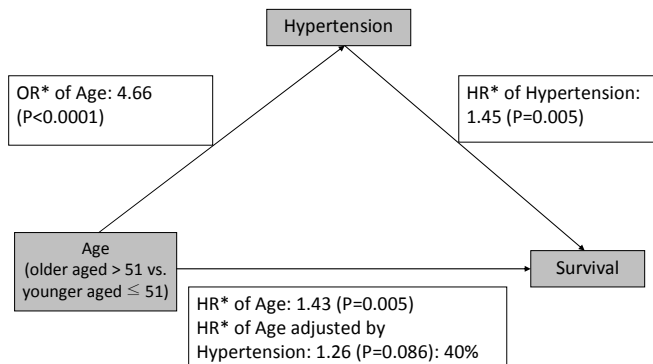 Hypertension
OR* of Age: 4.66
(P<0.0001)
HR* of Hypertension:
1.45 (P=0.005)
Age
(older aged > 51 vs.
younger aged ≤ 51)
Survival
HR* of Age: 1.43 (P=0.005)
HR* of Age adjusted by
Hypertension: 1.26 (P=0.086): 40%